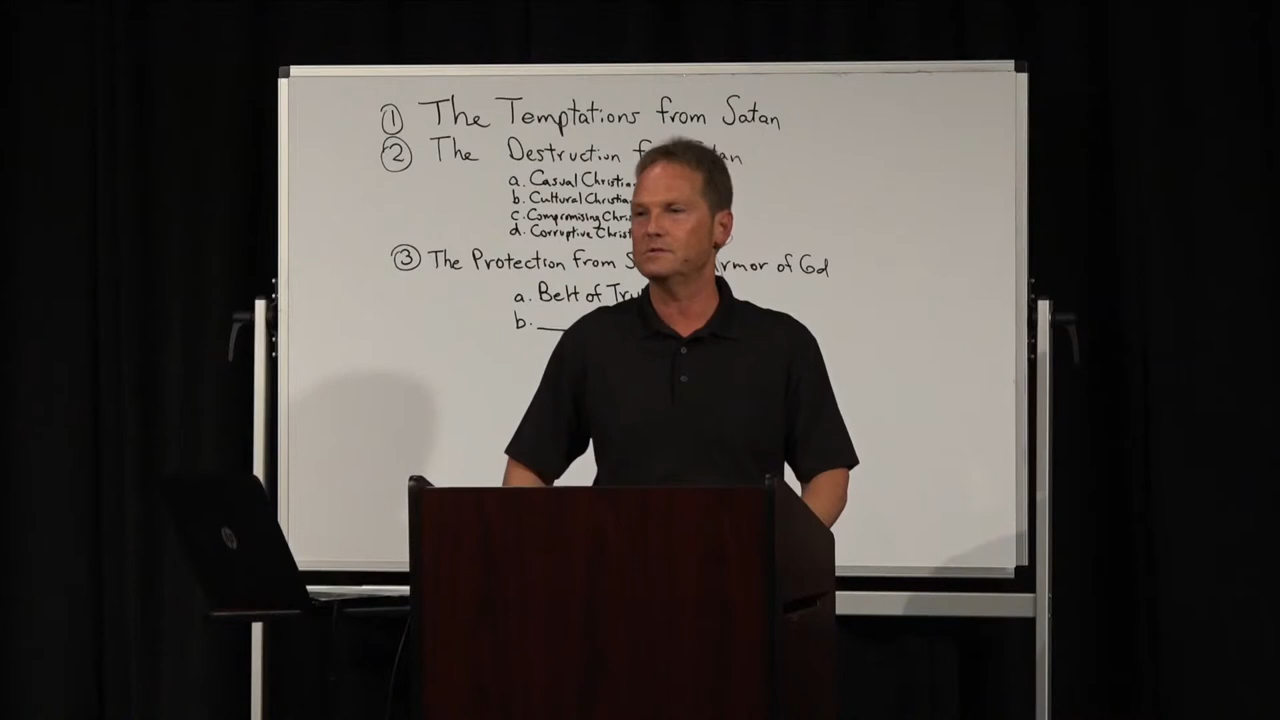 ① The Temptations from Satan
② The Destruction
a. Casual
b. Cultural
c. Compromising
d. Corruptive
③ The Protection from of God
a. Belt of
b. __